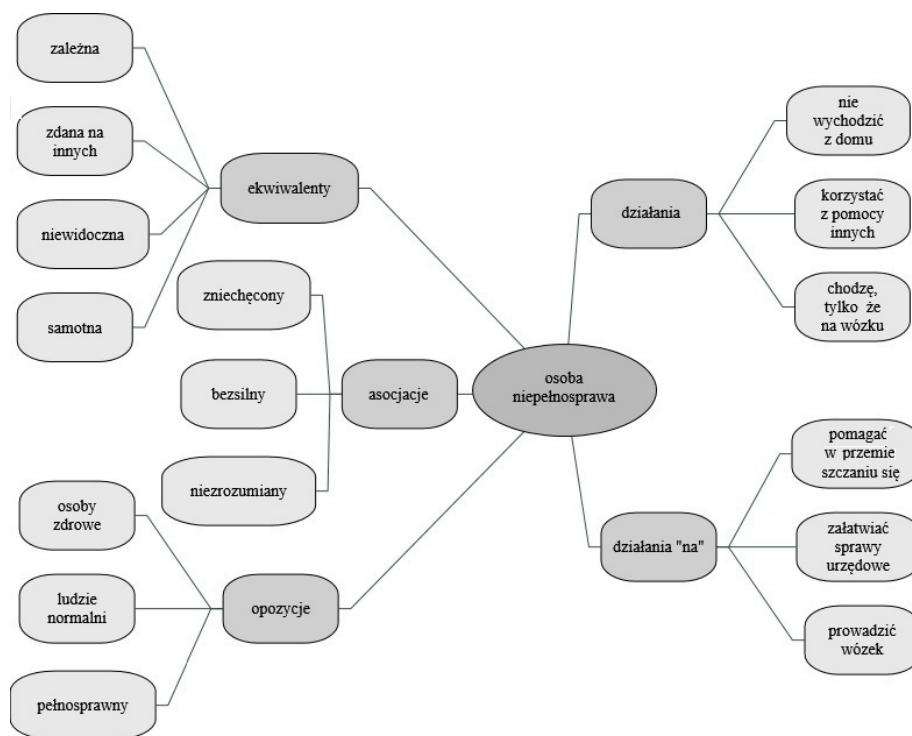 zależna
zdana na
innych
niewidoczna
samotna
ekwiwalenty
zniechęcony
bezsilny
niezrozumiany
asocjacje
osoby
zdrowe
ludzie
normalni
pełnosprawny
opozycje
osoba
niepełnosprawa
działania
nie
wychodzić
z domu
korzystać
z pomocy
innych
chodzę,
tylko że
na wózku
działania "na"
pomagać
w przemie
szczaniu się
załatwiać
sprawy
urzędowe
prowadzić
wózek